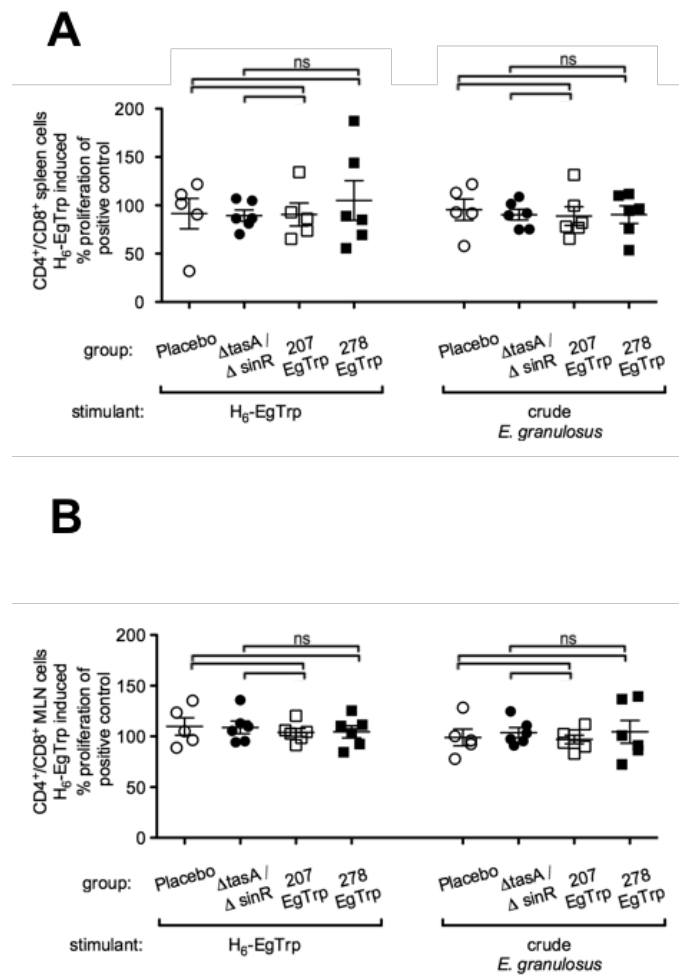 A
ns
ns
CD4⁺/CD8⁺ spleen cells
H₆-EgTrp induced
% proliferation of
positive control
200
150
100
50
0
group:
Placebo
ΔtasA /
Δ sinR
207
EgTrp
278
EgTrp
Placebo
ΔtasA /
Δ sinR
207
EgTrp
278
EgTrp
stimulant:
H₆-EgTrp
crude
E. granulosus
B
ns
ns
CD4⁺/CD8⁺ MLN cells
H₆-EgTrp induced
% proliferation of
positive control
200
150
100
50
0
group:
Placebo
ΔtasA /
Δ sinR
207
EgTrp
278
EgTrp
Placebo
ΔtasA /
Δ sinR
207
EgTrp
278
EgTrp
stimulant:
H₆-EgTrp
crude
E. granulosus